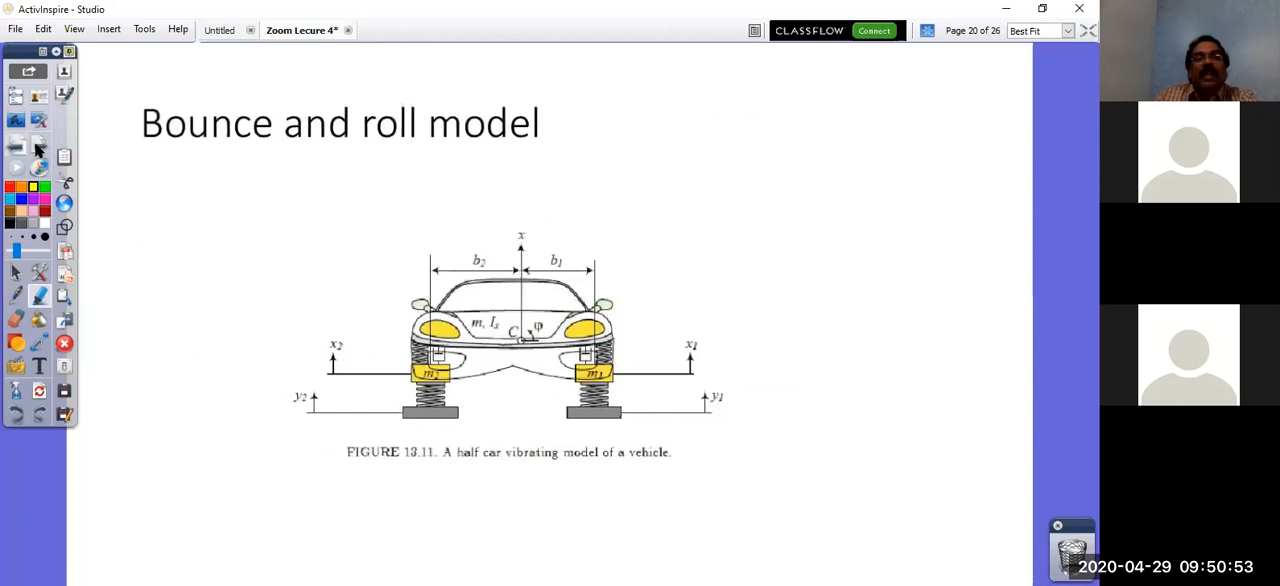 ActivInspire - Studio
File Edit View Insert Tools Help
Untitled Zoom Lecure 4* CLASSFLOW Connect Page 20 of 26 Best Fit
Bounce and roll model
x
b2 b1
m, Ix C φ
x2 x1
m2 m1
y2 y1
FIGURE 13.11. A half car vibrating model of a vehicle.
2020-04-29 09:50:53